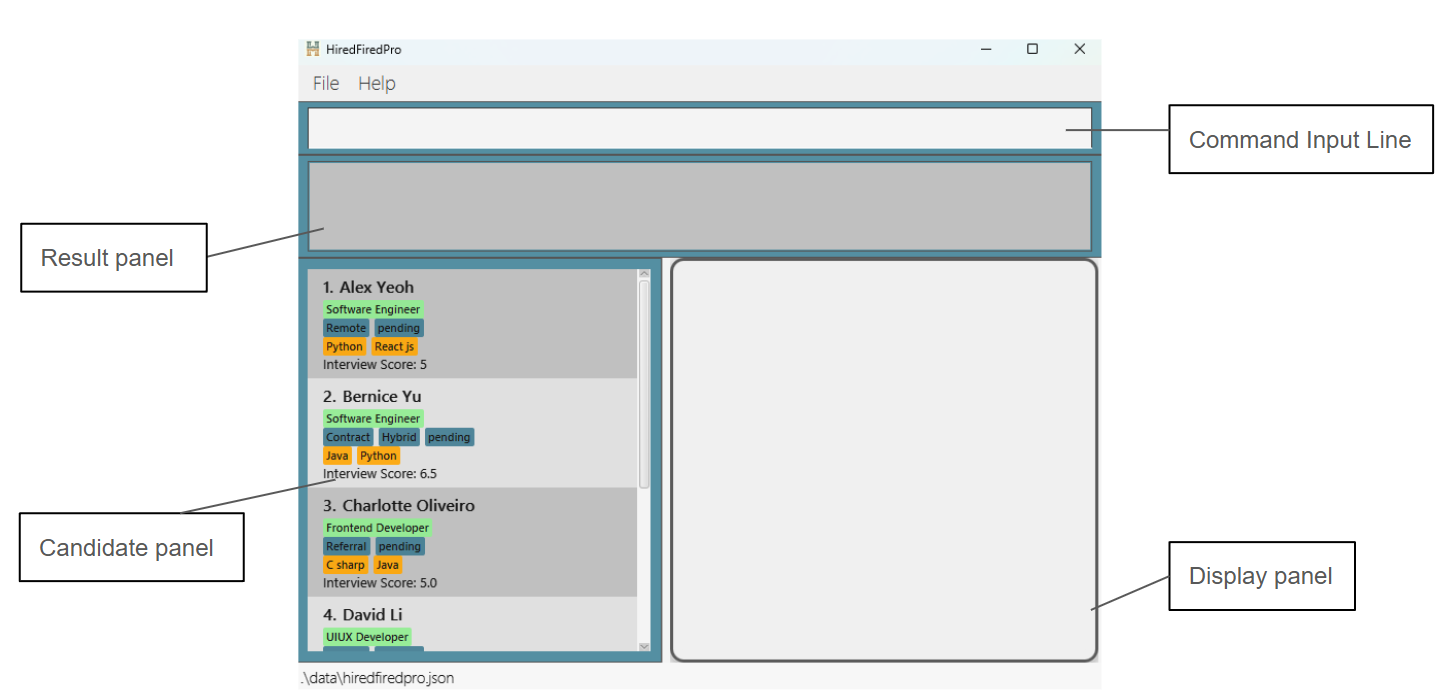 HiredFiredPro
File Help
Command Input Line
Result panel
1. Alex Yeoh
Software Engineer
Remote pending
Python React js
Interview Score: 5
2. Bernice Yu
Software Engineer
Contract Hybrid pending
Java Python
Interview Score: 6.5
3. Charlotte Oliveiro
Frontend Developer
Referral pending
C sharp Java
Interview Score: 5.0
4. David Li
UIUX Developer
Candidate panel
Display panel
.\data\hiredfiredpro.json